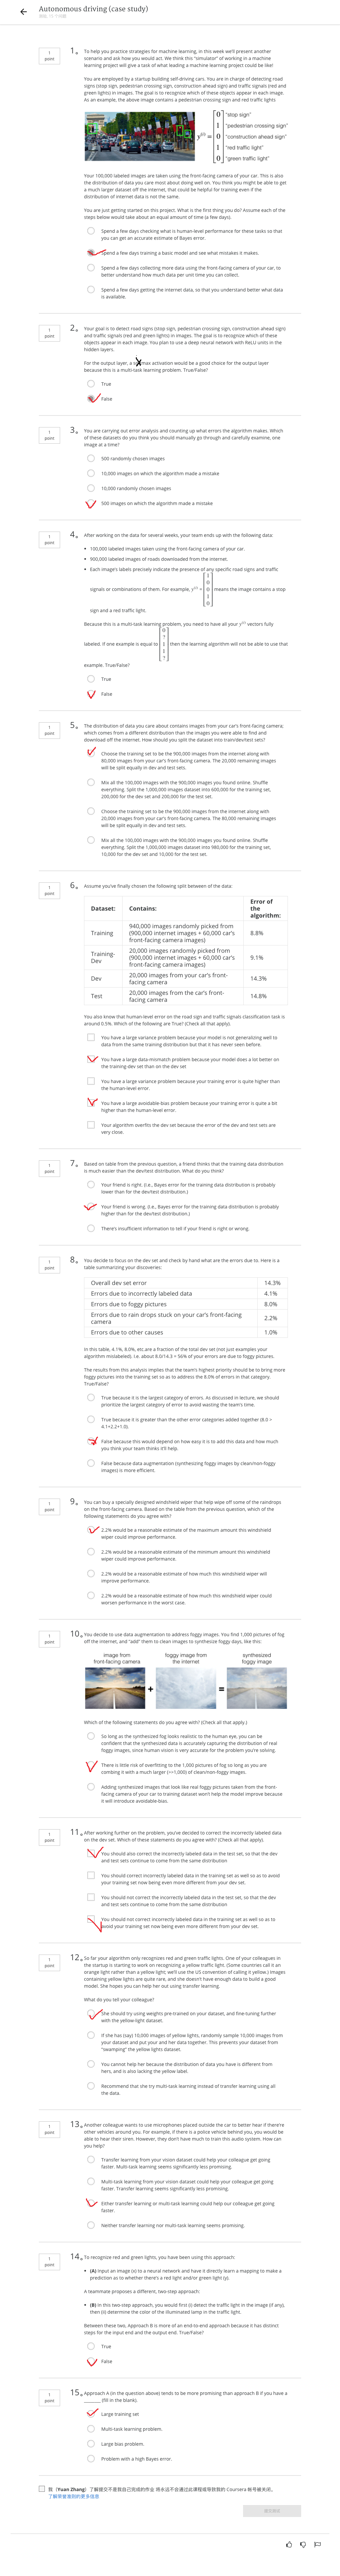 Autonomous driving (case study)
1
point
1.
To help you practice strategies for machine learning, in this week we'll present another
scenario and ask how you would act. We think this "simulator" of working in a machine
learning project will give a task of what leading a machine learning project could be like!
You are employed by a startup building self-driving cars. You are in charge of detecting road
signs (stop sign, pedestrian crossing sign, construction ahead sign) and traffic signals (red and
green lights) in images. The goal is to recognize which of these objects appear in each image.
As an example, the above image contains a pedestrian crossing sign and red traffic lights
y(i) =
0 "stop sign"
1 "pedestrian crossing sign"
0 "construction ahead sign"
1 "red traffic light"
0 "green traffic light"
Your 100,000 labeled images are taken using the front-facing camera of your car. This is also
the distribution of data you care most about doing well on. You think you might be able to get
a much larger dataset off the internet, that could be helpful for training even if the
distribution of internet data is not the same.
You are just getting started on this project. What is the first thing you do? Assume each of the
steps below would take about an equal amount of time (a few days).
Spend a few days checking what is human-level performance for these tasks so that
you can get an accurate estimate of Bayes error.
Spend a few days training a basic model and see what mistakes it makes.
Spend a few days collecting more data using the front-facing camera of your car, to
better understand how much data per unit time you can collect.
Spend a few days getting the internet data, so that you understand better what data
is available.
1
point
2.
Your goal is to detect road signs (stop sign, pedestrian crossing sign, construction ahead sign)
and traffic signals (red and green lights) in images. The goal is to recognize which of these
objects appear in each image. You plan to use a deep neural network with ReLU units in the
hidden layers.
For the output layer, a softmax activation would be a good choice for the output layer
because this is a multi-task learning problem. True/False?
True
False
1
point
3.
You are carrying out error analysis and counting up what errors the algorithm makes. Which
of these datasets do you think you should manually go through and carefully examine, one
image at a time?
500 randomly chosen images
10,000 images on which the algorithm made a mistake
10,000 randomly chosen images
500 images on which the algorithm made a mistake
1
point
4.
After working on the data for several weeks, your team ends up with the following data:
• 100,000 labeled images taken using the front-facing camera of your car.
• 900,000 labeled images of roads downloaded from the internet.
• Each image's labels precisely indicate the presence of any specific road signs and traffic
signals or combinations of them. For example, y(i) = [1 0 0 1 0] means the image contains a stop
sign and a red traffic light.
Because this is a multi-task learning problem, you need to have all your y(i) vectors fully
labeled. If one example is equal to [0 ? 1 1 ?] then the learning algorithm will not be able to use that
example. True/False?
True
False
1
point
5.
The distribution of data you care about contains images from your car's front-facing camera;
which comes from a different distribution than the images you were able to find and
download off the internet. How should you split the dataset into train/dev/test sets?
Choose the training set to be the 900,000 images from the internet along with
80,000 images from your car's front-facing camera. The 20,000 remaining images
will be split equally in dev and test sets.
Mix all the 100,000 images with the 900,000 images you found online. Shuffle
everything. Split the 1,000,000 images dataset into 600,000 for the training set,
200,000 for the dev set and 200,000 for the test set.
Choose the training set to be the 900,000 images from the internet along with
20,000 images from your car's front-facing camera. The 80,000 remaining images
will be split equally in dev and test sets.
Mix all the 100,000 images with the 900,000 images you found online. Shuffle
everything. Split the 1,000,000 images dataset into 980,000 for the training set,
10,000 for the dev set and 10,000 for the test set.
1
point
6.
Assume you've finally chosen the following split between of the data:
Dataset: Contains: Error of the algorithm:
Training 940,000 images randomly picked from (900,000 internet images + 60,000 car's front-facing camera images) 8.8%
Training-Dev 20,000 images randomly picked from (900,000 internet images + 60,000 car's front-facing camera images) 9.1%
Dev 20,000 images from your car's front-facing camera 14.3%
Test 20,000 images from the car's front-facing camera 14.8%
You also know that human-level error on the road sign and traffic signals classification task is
around 0.5%. Which of the following are True? (Check all that apply).
You have a large variance problem because your model is not generalizing well to
data from the same training distribution but that it has never seen before.
You have a large data-mismatch problem because your model does a lot better on
the training-dev set than on the dev set
You have a large variance problem because your training error is quite higher than
the human-level error.
You have a large avoidable-bias problem because your training error is quite a bit
higher than the human-level error.
Your algorithm overfits the dev set because the error of the dev and test sets are
very close.
1
point
7.
Based on table from the previous question, a friend thinks that the training data distribution
is much easier than the dev/test distribution. What do you think?
Your friend is right. (I.e., Bayes error for the training data distribution is probably
lower than for the dev/test distribution.)
Your friend is wrong. (I.e., Bayes error for the training data distribution is probably
higher than for the dev/test distribution.)
There's insufficient information to tell if your friend is right or wrong.
1
point
8.
You decide to focus on the dev set and check by hand what are the errors due to. Here is a
table summarizing your discoveries:
Overall dev set error 14.3%
Errors due to incorrectly labeled data 4.1%
Errors due to foggy pictures 8.0%
Errors due to rain drops stuck on your car's front-facing camera 2.2%
Errors due to other causes 1.0%
In this table, 4.1%, 8.0%, etc.are a fraction of the total dev set (not just examples your
algorithm mislabeled). I.e. about 8.0/14.3 = 56% of your errors are due to foggy pictures.
The results from this analysis implies that the team's highest priority should be to bring more
foggy pictures into the training set so as to address the 8.0% of errors in that category.
True/False?
True because it is the largest category of errors. As discussed in lecture, we should
prioritize the largest category of error to avoid wasting the team's time.
True because it is greater than the other error categories added together (8.0 >
4.1+2.2+1.0).
False because this would depend on how easy it is to add this data and how much
you think your team thinks it'll help.
False because data augmentation (synthesizing foggy images by clean/non-foggy
images) is more efficient.
1
point
9.
You can buy a specially designed windshield wiper that help wipe off some of the raindrops
on the front-facing camera. Based on the table from the previous question, which of the
following statements do you agree with?
2.2% would be a reasonable estimate of the maximum amount this windshield
wiper could improve performance.
2.2% would be a reasonable estimate of the minimum amount this windshield
wiper could improve performance.
2.2% would be a reasonable estimate of how much this windshield wiper will
improve performance.
2.2% would be a reasonable estimate of how much this windshield wiper could
worsen performance in the worst case.
1
point
10.
You decide to use data augmentation to address foggy images. You find 1,000 pictures of fog
off the internet, and "add" them to clean images to synthesize foggy days, like this:
image from front-facing camera
foggy image from the internet
synthesized foggy image
+ =
Which of the following statements do you agree with? (Check all that apply.)
So long as the synthesized fog looks realistic to the human eye, you can be
confident that the synthesized data is accurately capturing the distribution of real
foggy images, since human vision is very accurate for the problem you're solving.
There is little risk of overfitting to the 1,000 pictures of fog so long as you are
combing it with a much larger (>>1,000) of clean/non-foggy images.
Adding synthesized images that look like real foggy pictures taken from the front-
facing camera of your car to training dataset won't help the model improve because
it will introduce avoidable-bias.
1
point
11.
After working further on the problem, you've decided to correct the incorrectly labeled data
on the dev set. Which of these statements do you agree with? (Check all that apply).
You should also correct the incorrectly labeled data in the test set, so that the dev
and test sets continue to come from the same distribution
You should correct incorrectly labeled data in the training set as well so as to avoid
your training set now being even more different from your dev set.
You should not correct the incorrectly labeled data in the test set, so that the dev
and test sets continue to come from the same distribution
You should not correct incorrectly labeled data in the training set as well so as to
avoid your training set now being even more different from your dev set.
1
point
12.
So far your algorithm only recognizes red and green traffic lights. One of your colleagues in
the startup is starting to work on recognizing a yellow traffic light. (Some countries call it an
orange light rather than a yellow light; we'll use the US convention of calling it yellow.) Images
containing yellow lights are quite rare, and she doesn't have enough data to build a good
model. She hopes you can help her out using transfer learning.
What do you tell your colleague?
She should try using weights pre-trained on your dataset, and fine-tuning further
with the yellow-light dataset.
If she has (say) 10,000 images of yellow lights, randomly sample 10,000 images from
your dataset and put your and her data together. This prevents your dataset from
"swamping" the yellow lights dataset.
You cannot help her because the distribution of data you have is different from
hers, and is also lacking the yellow label.
Recommend that she try multi-task learning instead of transfer learning using all
the data.
1
point
13.
Another colleague wants to use microphones placed outside the car to better hear if there're
other vehicles around you. For example, if there is a police vehicle behind you, you would be
able to hear their siren. However, they don't have much to train this audio system. How can
you help?
Transfer learning from your vision dataset could help your colleague get going
faster. Multi-task learning seems significantly less promising.
Multi-task learning from your vision dataset could help your colleague get going
faster. Transfer learning seems significantly less promising.
Either transfer learning or multi-task learning could help our colleague get going
faster.
Neither transfer learning nor multi-task learning seems promising.
1
point
14.
To recognize red and green lights, you have been using this approach:
• (A) Input an image (x) to a neural network and have it directly learn a mapping to make a
prediction as to whether there's a red light and/or green light (y).
A teammate proposes a different, two-step approach:
• (B) In this two-step approach, you would first (i) detect the traffic light in the image (if any),
then (ii) determine the color of the illuminated lamp in the traffic light.
Between these two, Approach B is more of an end-to-end approach because it has distinct
steps for the input end and the output end. True/False?
True
False
1
point
15.
Approach A (in the question above) tends to be more promising than approach B if you have a
________ (fill in the blank).
Large training set
Multi-task learning problem.
Large bias problem.
Problem with a high Bayes error.
我（Yuan Zhang）了解提交不是我自己完成的作业 将永远不会通过此课程或导致我的 Coursera 帐号被关闭。
了解荣誉准则的更多信息